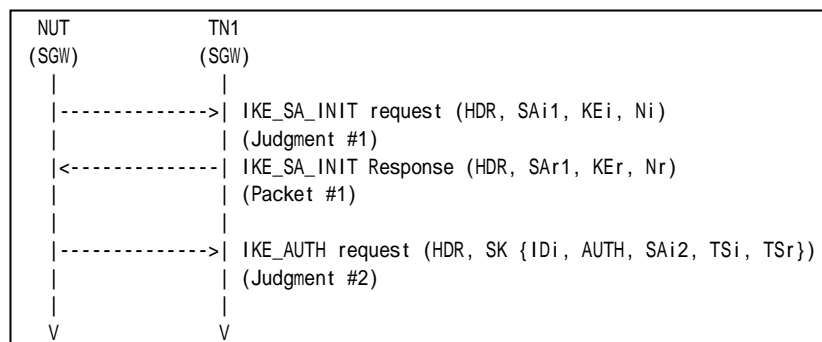 NUT TN1
(SGW) (SGW)
| |
|-------------->| IKE_SA_INIT request (HDR, SAi1, KEi, Ni)
| | (Judgment #1)
|<--------------| IKE_SA_INIT Response (HDR, SAr1, KEr, Nr)
| | (Packet #1)
| |
|-------------->| IKE_AUTH request (HDR, SK {IDi, AUTH, SAi2, TSi, TSr})
| | (Judgment #2)
| |
V V